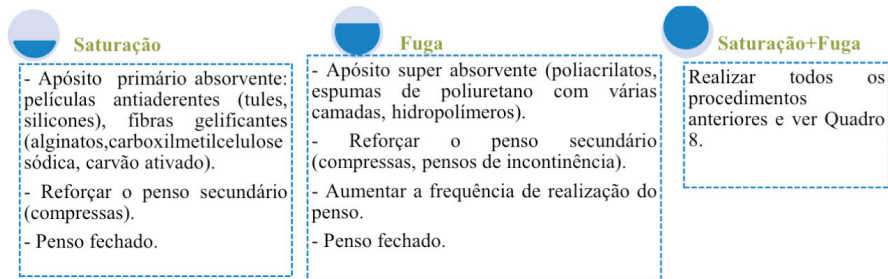 Saturação
- Apósito primário absorvente:
películas antiaderentes (tules,
silicones), fibras gelificantes
(alginatos,carboxilmetilcelulose
sódica, carvão ativado).
- Reforçar o penso secundário
(compressas).
- Penso fechado.
Fuga
- Apósito super absorvente (poliacrilatos,
espumas de poliuretano com várias
camadas, hidropolímeros).
- Reforçar o penso secundário
(compressas, pensos de incontinência).
- Aumentar a frequência de realização do
penso.
- Penso fechado.
Saturação+Fuga
Realizar todos os
procedimentos
anteriores e ver Quadro
8.